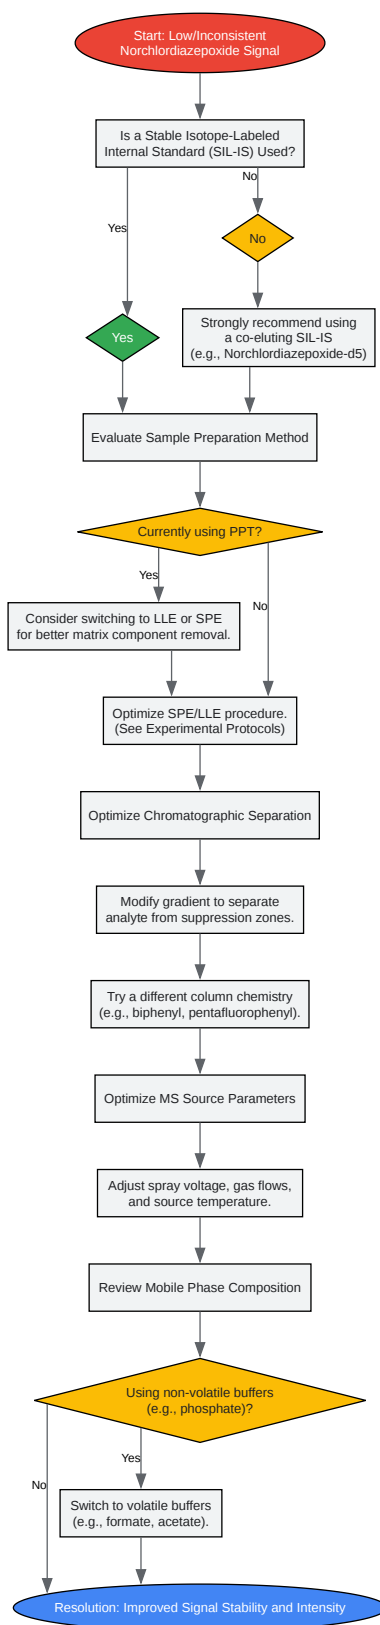 Start: Low/Inconsistent
Norchlordiazepoxide Signal
Is a Stable Isotope-Labeled
Internal Standard (SIL-IS) Used?
No
Yes
No
Yes
Strongly recommend using
a co-eluting SIL-IS
(e.g., Norchlordiazepoxide-d5)
Evaluate Sample Preparation Method
Currently using PPT?
Yes
No
Consider switching to LLE or SPE
for better matrix component removal.
Optimize SPE/LLE procedure.
(See Experimental Protocols)
Optimize Chromatographic Separation
Modify gradient to separate
analyte from suppression zones.
Try a different column chemistry
(e.g., biphenyl, pentafluorophenyl).
Optimize MS Source Parameters
Adjust spray voltage, gas flows,
and source temperature.
Review Mobile Phase Composition
Using non-volatile buffers
(e.g., phosphate)?
Yes
No
Switch to volatile buffers
(e.g., formate, acetate).
Resolution: Improved Signal Stability and Intensity